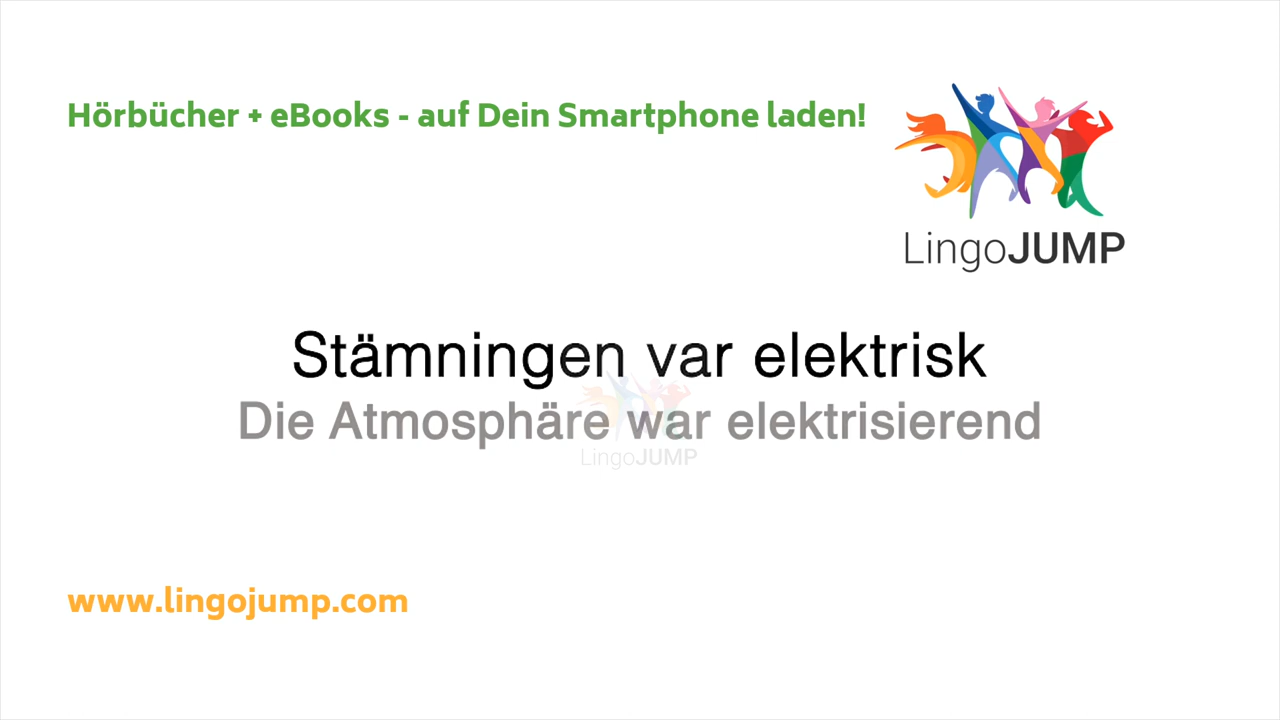 Hörbücher + eBooks - auf Dein Smartphone laden!
LingoJUMP
Stämningen var elektrisk
Die Atmosphäre war elektrisierend
LingoJUMP
www.lingojump.com